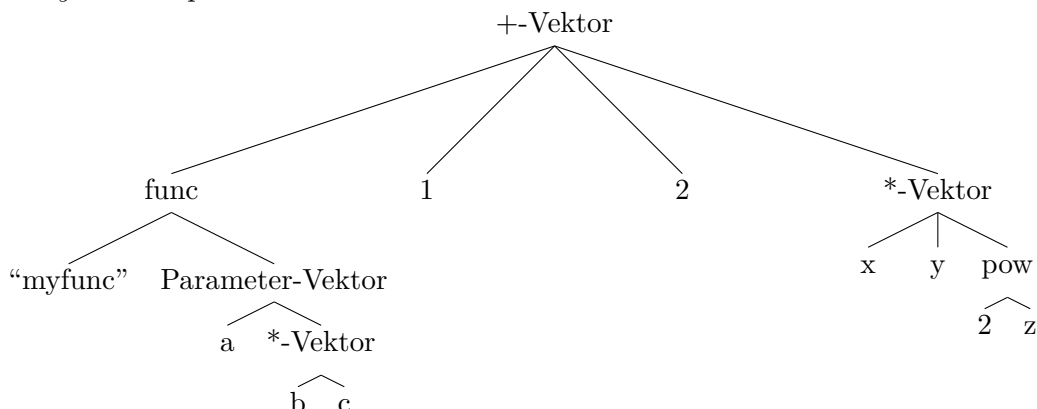 +-Vektor
func 1 2 *-Vektor
“myfunc” Parameter-Vektor x y pow
a *-Vektor 2 z
b c